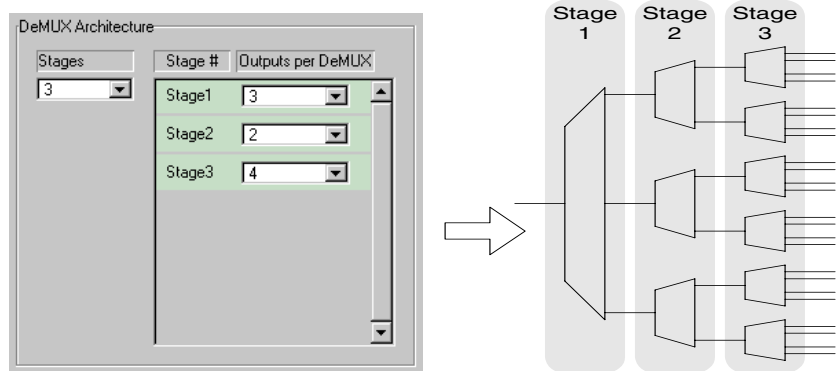 DeMUX Architecture
Stages
3
Stage #
Outputs per DeMUX
Stage1
3
Stage2
2
Stage3
4
Stage
1
Stage
2
Stage
3